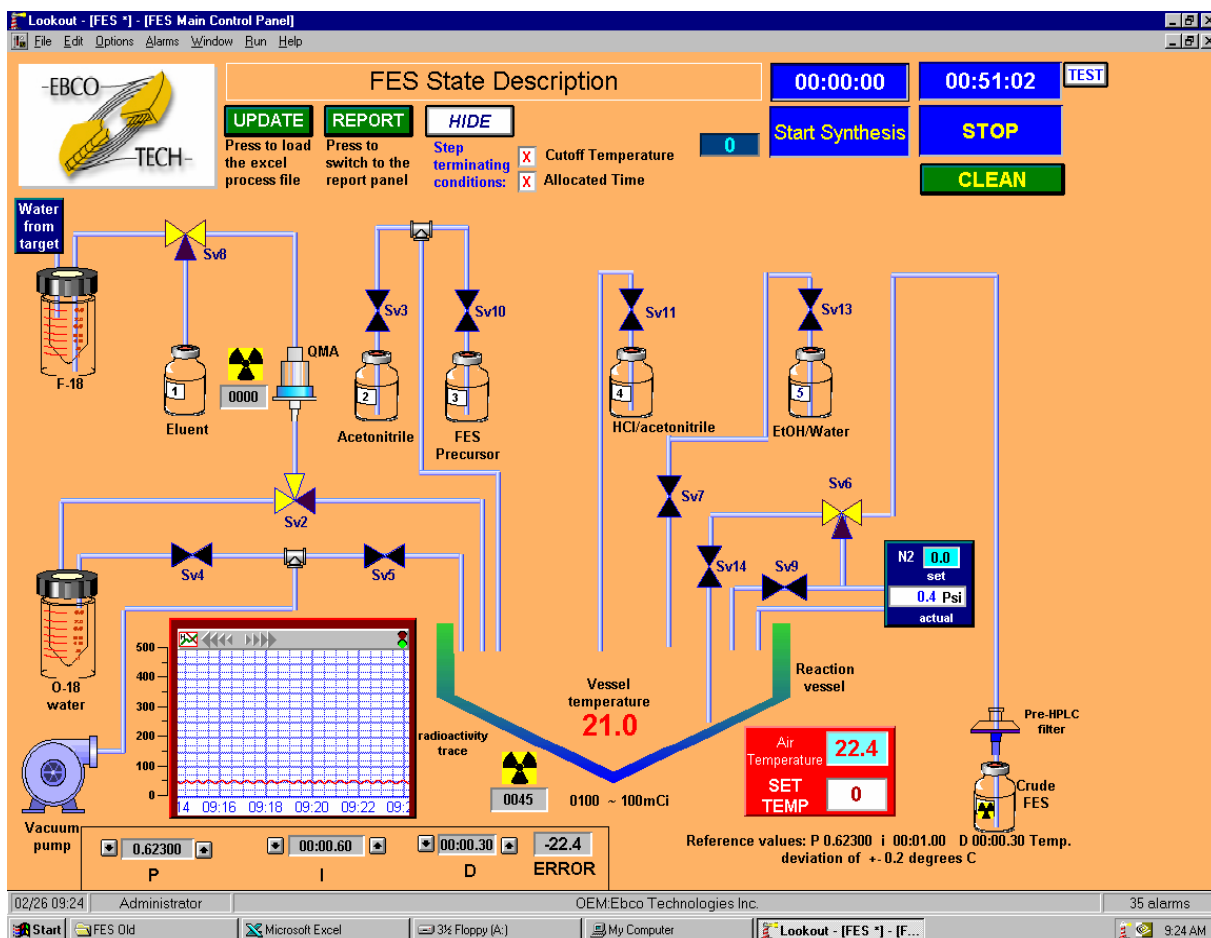 Lookout - [FES *] - [FES Main Control Panel]
File Edit Options Alarms Window Run Help
EBCO
TECH
FES State Description
00:00:00
00:51:02
TEST
UPDATE
REPORT
HIDE
Start Synthesis
STOP
CLEAN
Press to load
the excel
process file
Press to
switch to the
report panel
Step
terminating
conditions:
X Cutoff Temperature
X Allocated Time
0
Water
from
target
Sv8
Sv3
Sv10
Sv11
Sv13
F-18
QMA
0000
1
2
3
4
5
Eluent
Acetonitrile
FES
Precursor
HCl/acetonitrile
EtOH/Water
Sv2
Sv7
Sv6
Sv4
Sv5
Sv14
Sv9
N2 0.0
set
0.4 Psi
actual
O-18
water
500
400
300
200
100
0
14 09:16 09:18 09:20 09:22 09:2
radioactivity
trace
Vessel
temperature
21.0
Reaction
vessel
0045
0100 ~ 100mCi
Air
Temperature
22.4
SET
TEMP
0
Pre-HPLC
filter
Crude
FES
Vacuum
pump
0.62300
P
00:00.60
I
00:00.30
D
-22.4
ERROR
Reference values: P 0.62300 i 00:01.00 D 00:00.30 Temp.
deviation of +- 0.2 degrees C
02/26 09:24 Administrator OEM:Ebco Technologies Inc. 35 alarms
Start FES Old Microsoft Excel 3½ Floppy (A:) My Computer Lookout - [FES *] - [F... 9:24 AM